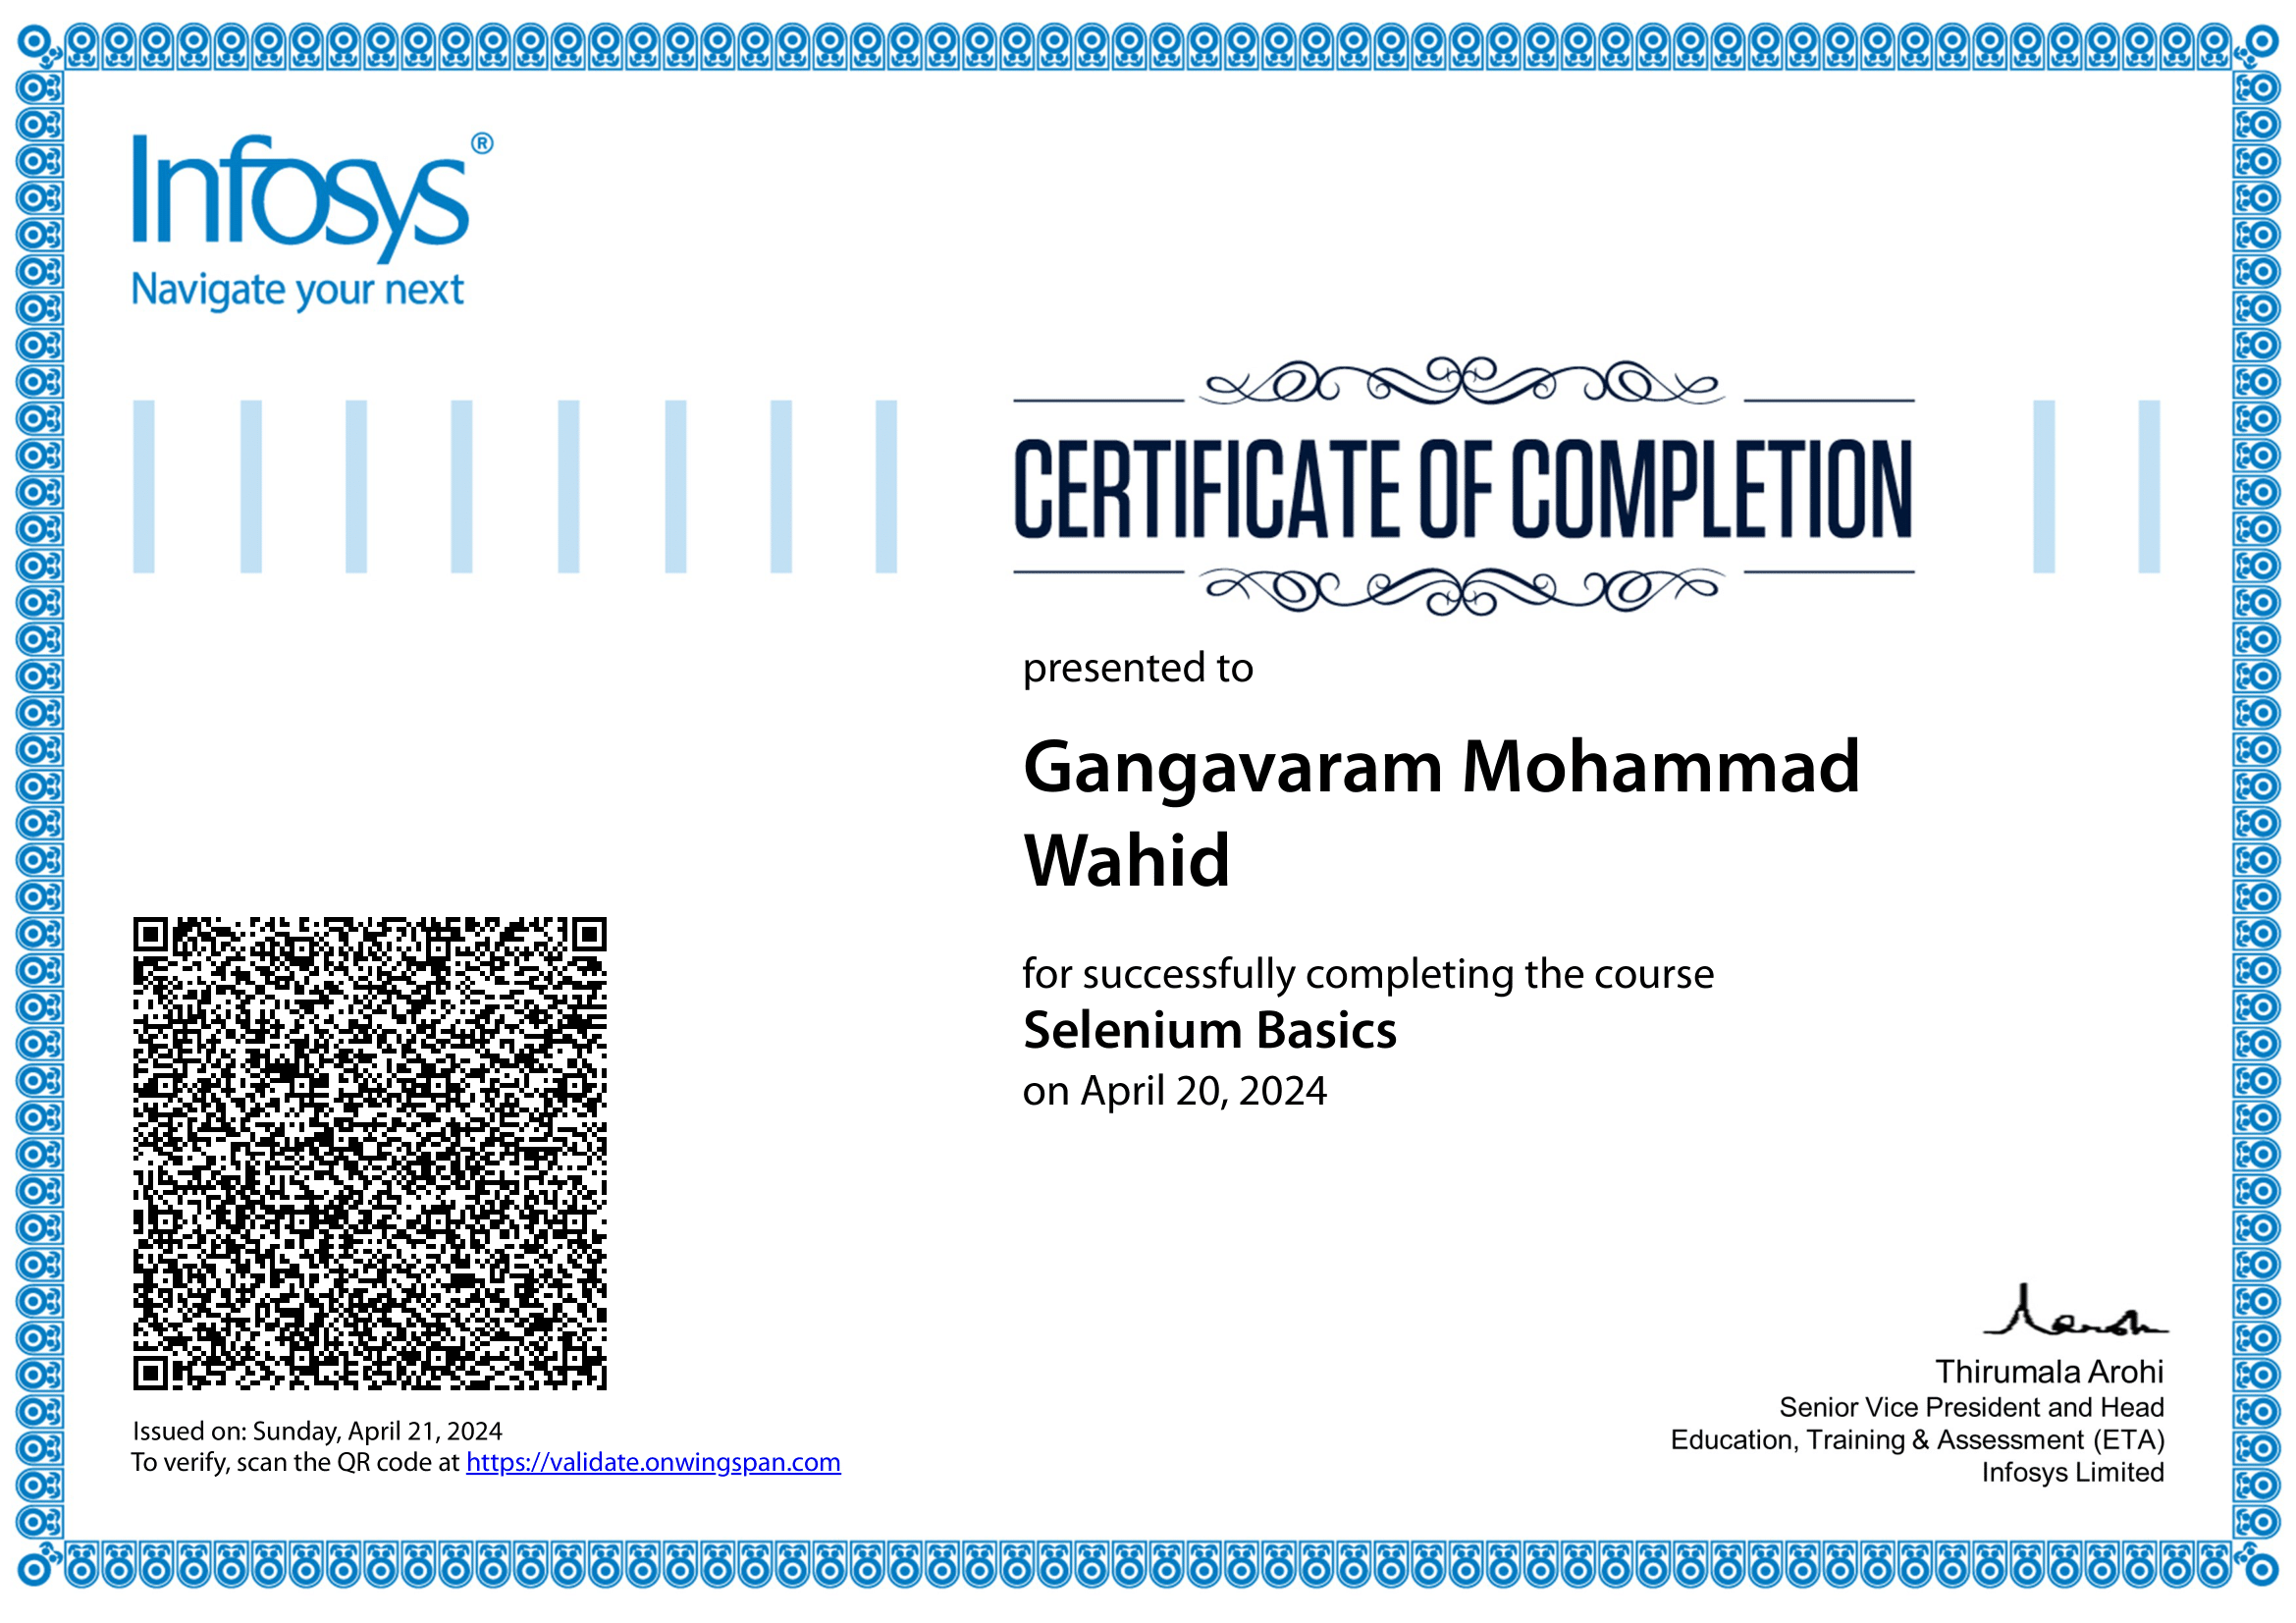 Infosys®
Navigate your next
CERTIFICATE OF COMPLETION
presented to
Gangavaram Mohammad
Wahid
for successfully completing the course
Selenium Basics
on April 20, 2024
Issued on: Sunday, April 21, 2024
To verify, scan the QR code at https://validate.onwingspan.com
Thirumala Arohi
Senior Vice President and Head
Education, Training & Assessment (ETA)
Infosys Limited